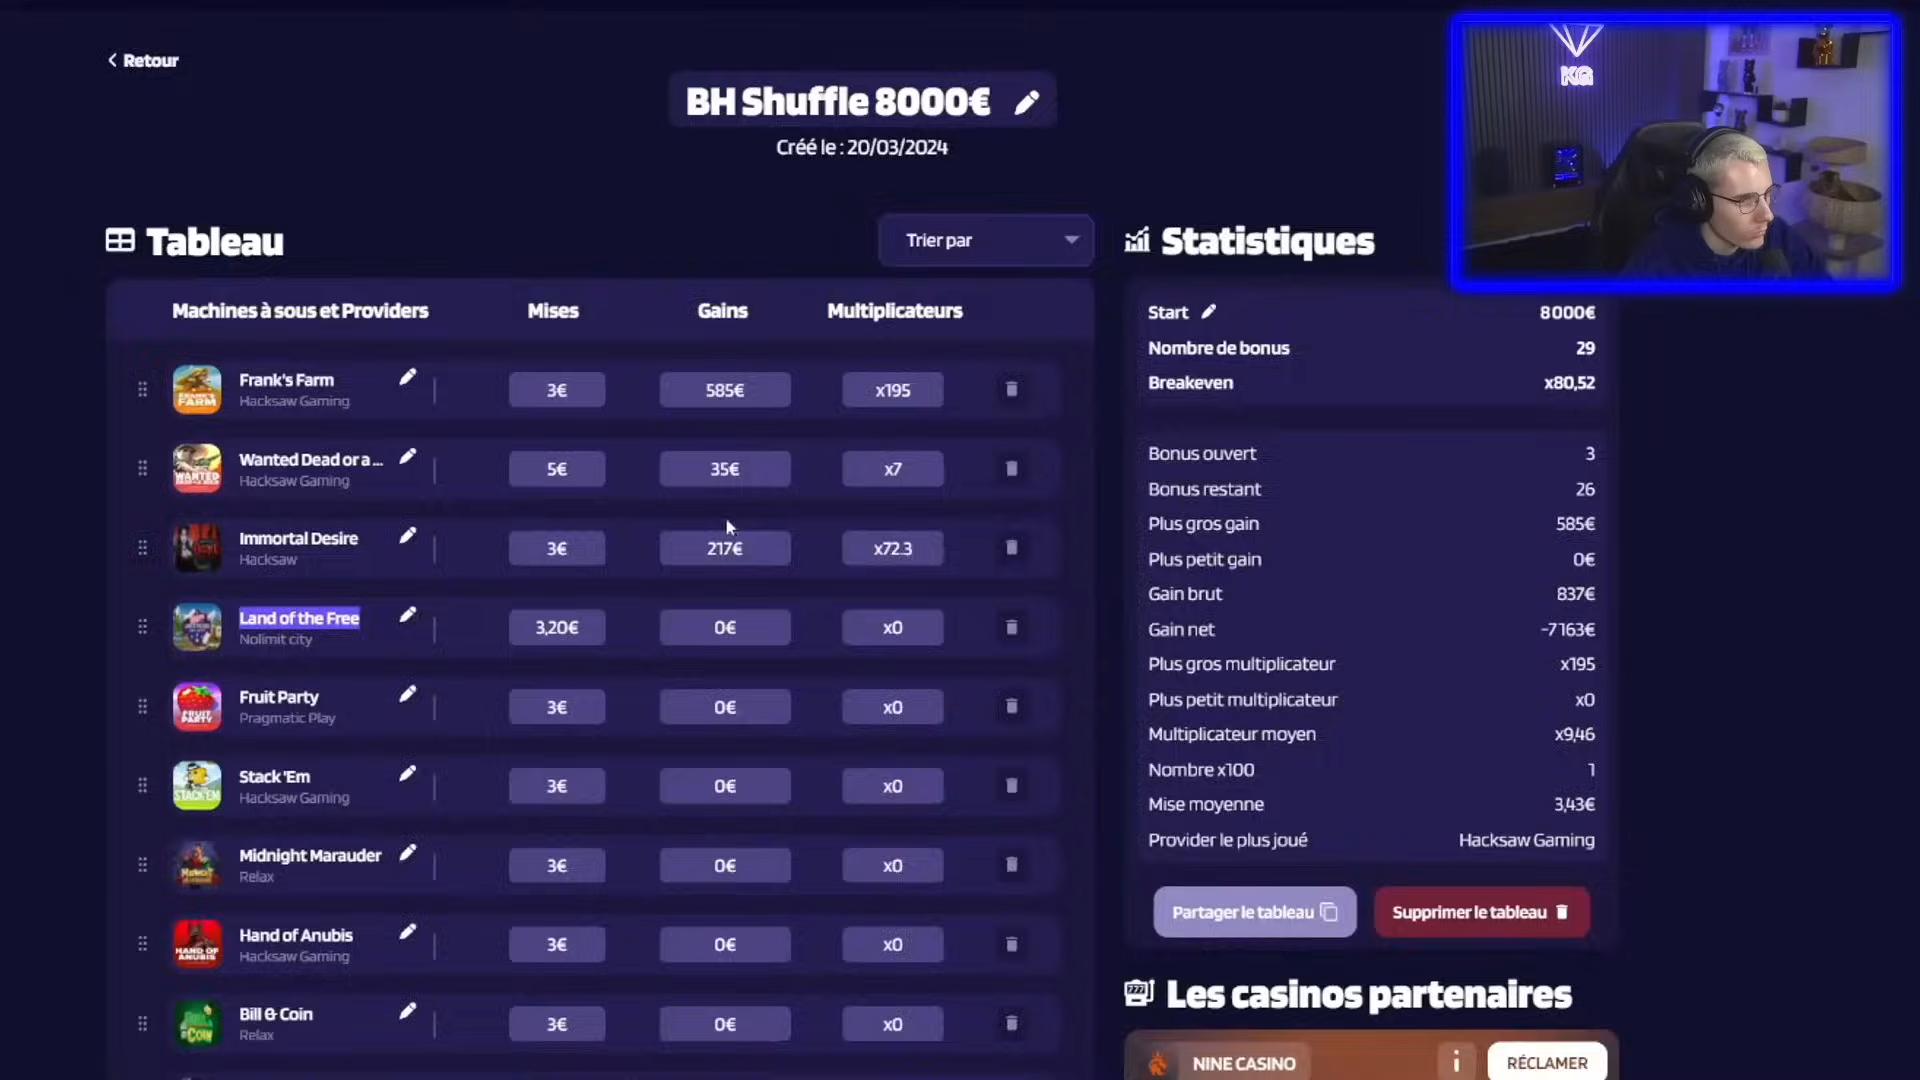 Retour
KG
BH Shuffle 8000€
Créé le : 20/03/2024
Tableau
Trier par
Machines à sous et Providers Mises Gains Multiplicateurs
Frank's Farm
Hacksaw Gaming
3€ 585€ x195
Wanted Dead or a ...
Hacksaw Gaming
5€ 35€ x7
Immortal Desire
Hacksaw
3€ 217€ x72.3
Land of the Free
Nolimit city
3,20€ 0€ x0
Fruit Party
Pragmatic Play
3€ 0€ x0
Stack 'Em
Hacksaw Gaming
3€ 0€ x0
Midnight Marauder
Relax
3€ 0€ x0
Hand of Anubis
Hacksaw Gaming
3€ 0€ x0
Bill & Coin
Relax
3€ 0€ x0
Statistiques
Start 8000€
Nombre de bonus 29
Breakeven x80,52
Bonus ouvert 3
Bonus restant 26
Plus gros gain 585€
Plus petit gain 0€
Gain brut 837€
Gain net -7163€
Plus gros multiplicateur x195
Plus petit multiplicateur x0
Multiplicateur moyen x9,46
Nombre x100 1
Mise moyenne 3,43€
Provider le plus joué Hacksaw Gaming
Partager le tableau
Supprimer le tableau
Les casinos partenaires
NINE CASINO i RÉCLAMER